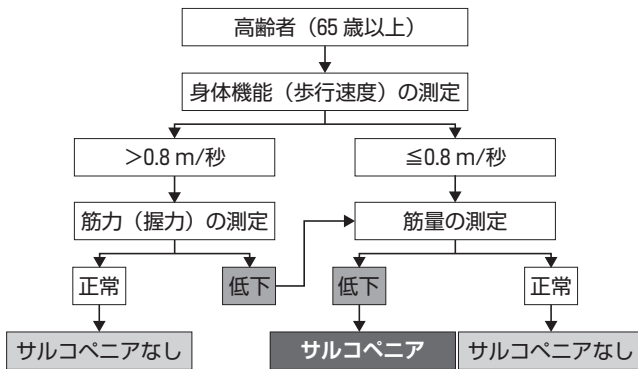 高齢者（65 歳以上）
身体機能（歩行速度）の測定
＞0.8 m/秒
≦0.8 m/秒
筋力（握力）の測定
筋量の測定
正常
低下
低下
正常
サルコペニアなし
サルコペニア
サルコペニアなし